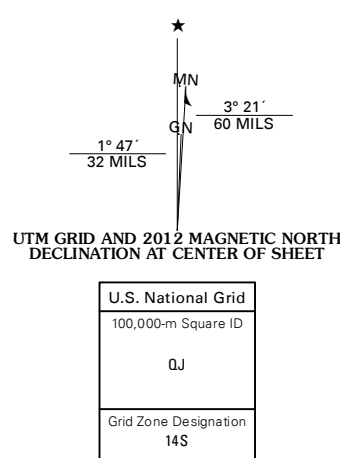 MN
3° 21´
60 MILS
GN
1° 47´
32 MILS
UTM GRID AND 2012 MAGNETIC NORTH
DECLINATION AT CENTER OF SHEET
U.S. National Grid
100,000-m Square ID
QJ
Grid Zone Designation
14S